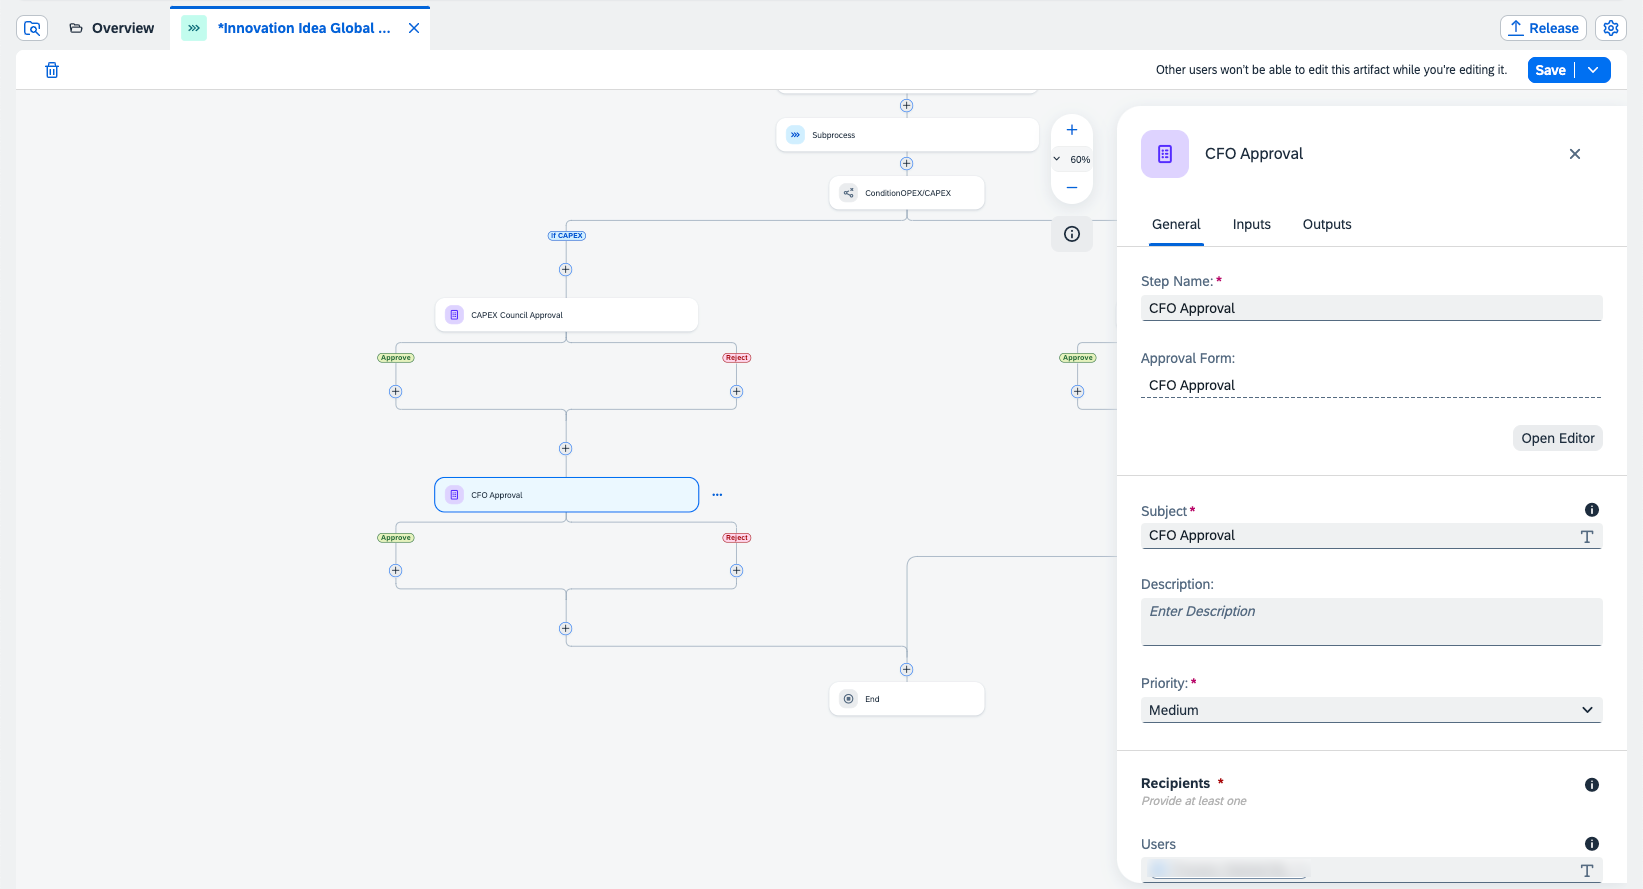 Overview
*Innovation Idea Global ...
Release
Other users won't be able to edit this artifact while you're editing it.
Save
Subprocess
60%
ConditionOPEX/CAPEX
If CAPEX
CAPEX Council Approval
Approve
Reject
Approve
CFO Approval
Approve
Reject
End
CFO Approval
General
Inputs
Outputs
Step Name: *
CFO Approval
Approval Form:
CFO Approval
Open Editor
Subject *
CFO Approval
Description:
Enter Description
Priority: *
Medium
Recipients *
Provide at least one
Users